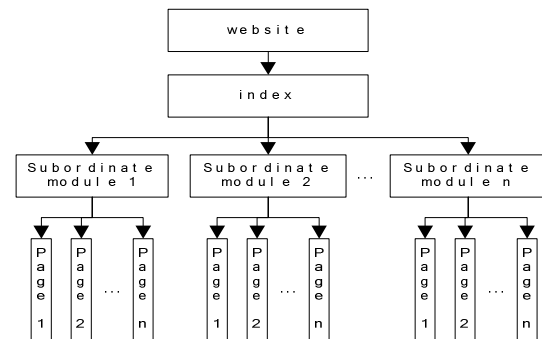 website
index
Subordinate
module 1
Subordinate
module 2
...
Subordinate
module n
Page 1
Page 2
...
Page n
Page 1
Page 2
...
Page n
Page 1
Page 2
...
Page n